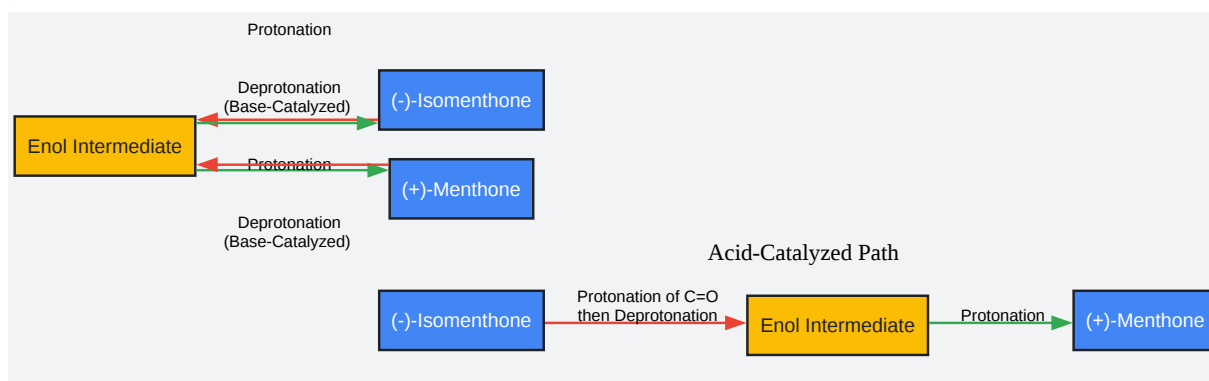 Protonation
Deprotonation
(Base-Catalyzed)
(-)-Isomenthone
Enol Intermediate
Protonation
(+)-Menthone
Deprotonation
(Base-Catalyzed)
Acid-Catalyzed Path
(-)-Isomenthone
Protonation of C=O
then Deprotonation
Enol Intermediate
Protonation
(+)-Menthone